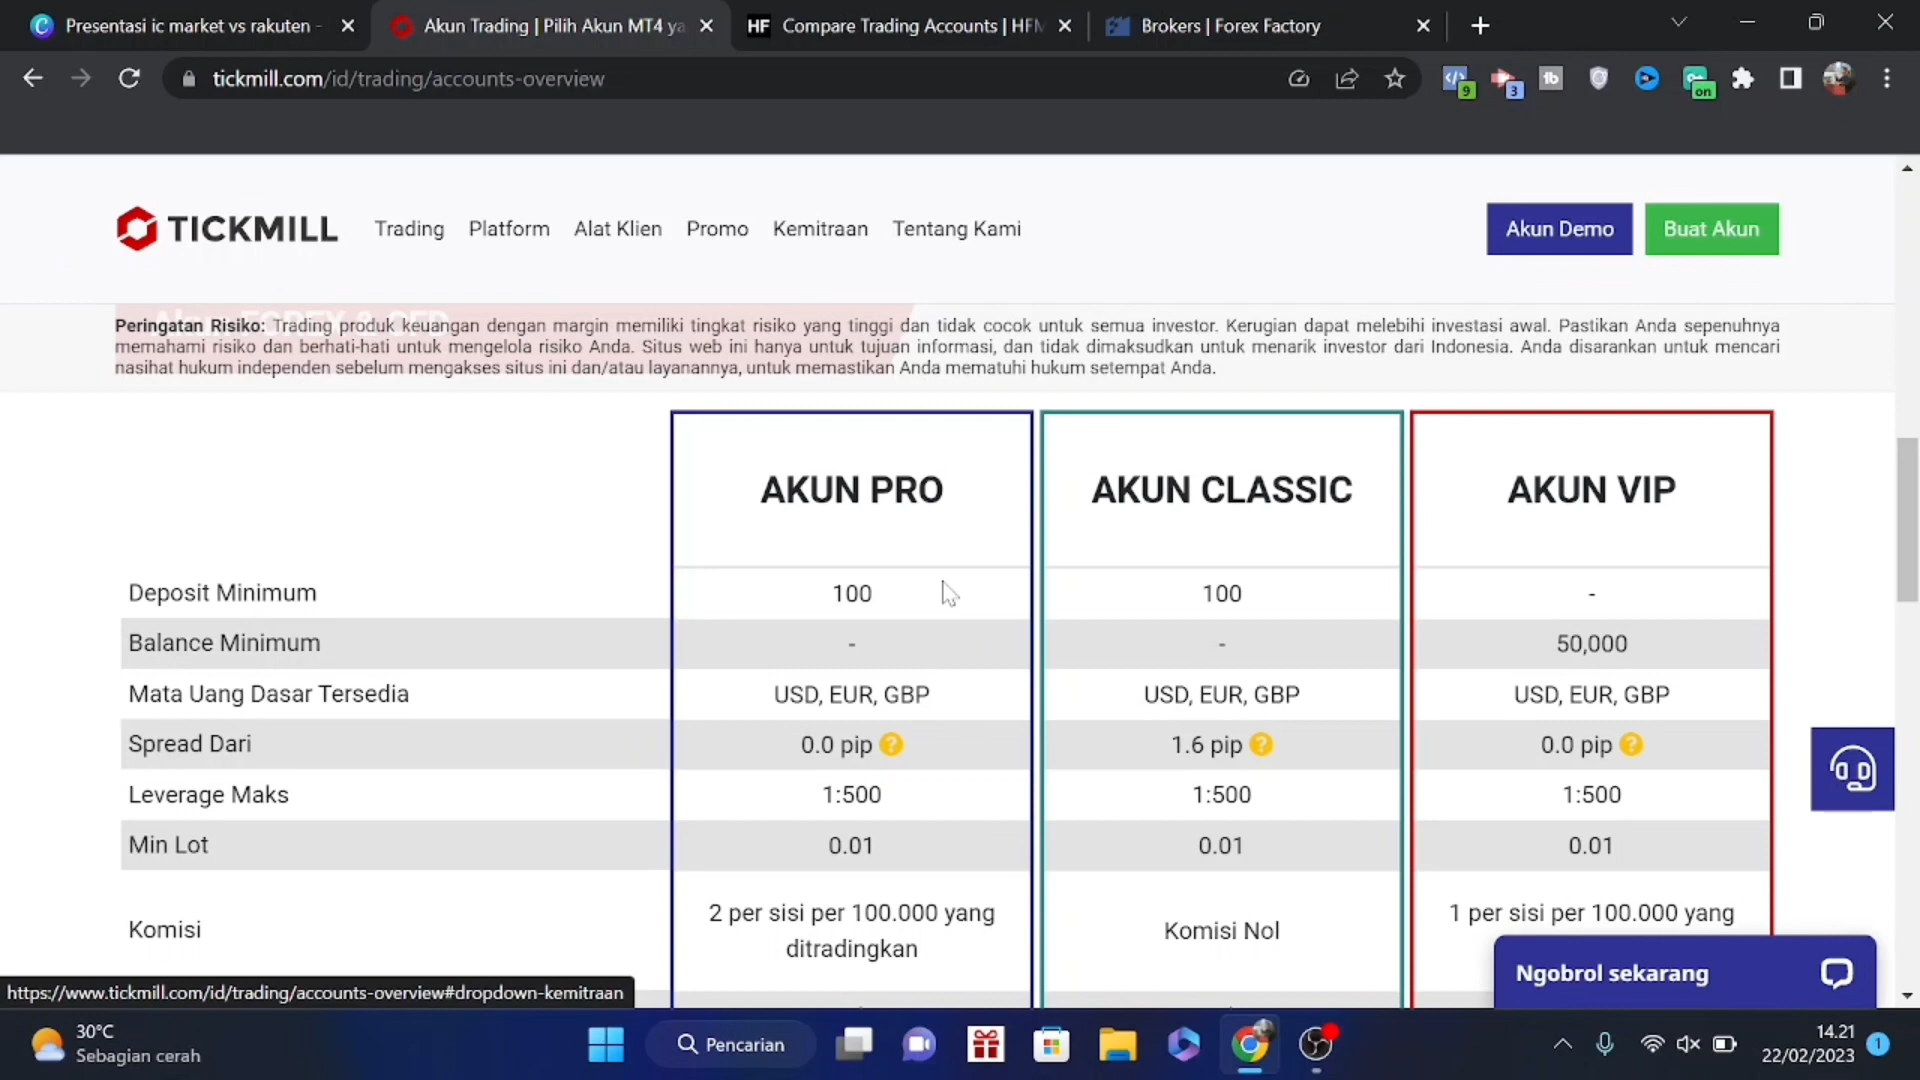 Presentasi ic market vs rakuten -
Akun Trading | Pilih Akun MT4 ya
HF Compare Trading Accounts | HFM
Brokers | Forex Factory
tickmill.com/id/trading/accounts-overview
9
3
on
TICKMILL
Trading
Platform
Alat Klien
Promo
Kemitraan
Tentang Kami
Akun Demo
Buat Akun
Peringatan Risiko: Trading produk keuangan dengan margin memiliki tingkat risiko yang tinggi dan tidak cocok untuk semua investor. Kerugian dapat melebihi investasi awal. Pastikan Anda sepenuhnya
memahami risiko dan berhati-hati untuk mengelola risiko Anda. Situs web ini hanya untuk tujuan informasi, dan tidak dimaksudkan untuk menarik investor dari Indonesia. Anda disarankan untuk mencari
nasihat hukum independen sebelum mengakses situs ini dan/atau layanannya, untuk memastikan Anda mematuhi hukum setempat Anda.
AKUN PRO
AKUN CLASSIC
AKUN VIP
Deposit Minimum 100 100 -
Balance Minimum - - 50,000
Mata Uang Dasar Tersedia USD, EUR, GBP USD, EUR, GBP USD, EUR, GBP
Spread Dari 0.0 pip ? 1.6 pip ? 0.0 pip ?
Leverage Maks 1:500 1:500 1:500
Min Lot 0.01 0.01 0.01
Komisi
2 per sisi per 100.000 yang
ditradingkan
Komisi Nol
1 per sisi per 100.000 yang
Ngobrol sekarang
https://www.tickmill.com/id/trading/accounts-overview#dropdown-kemitraan
30°C
Sebagian cerah
Pencarian
14.21
22/02/2023
1